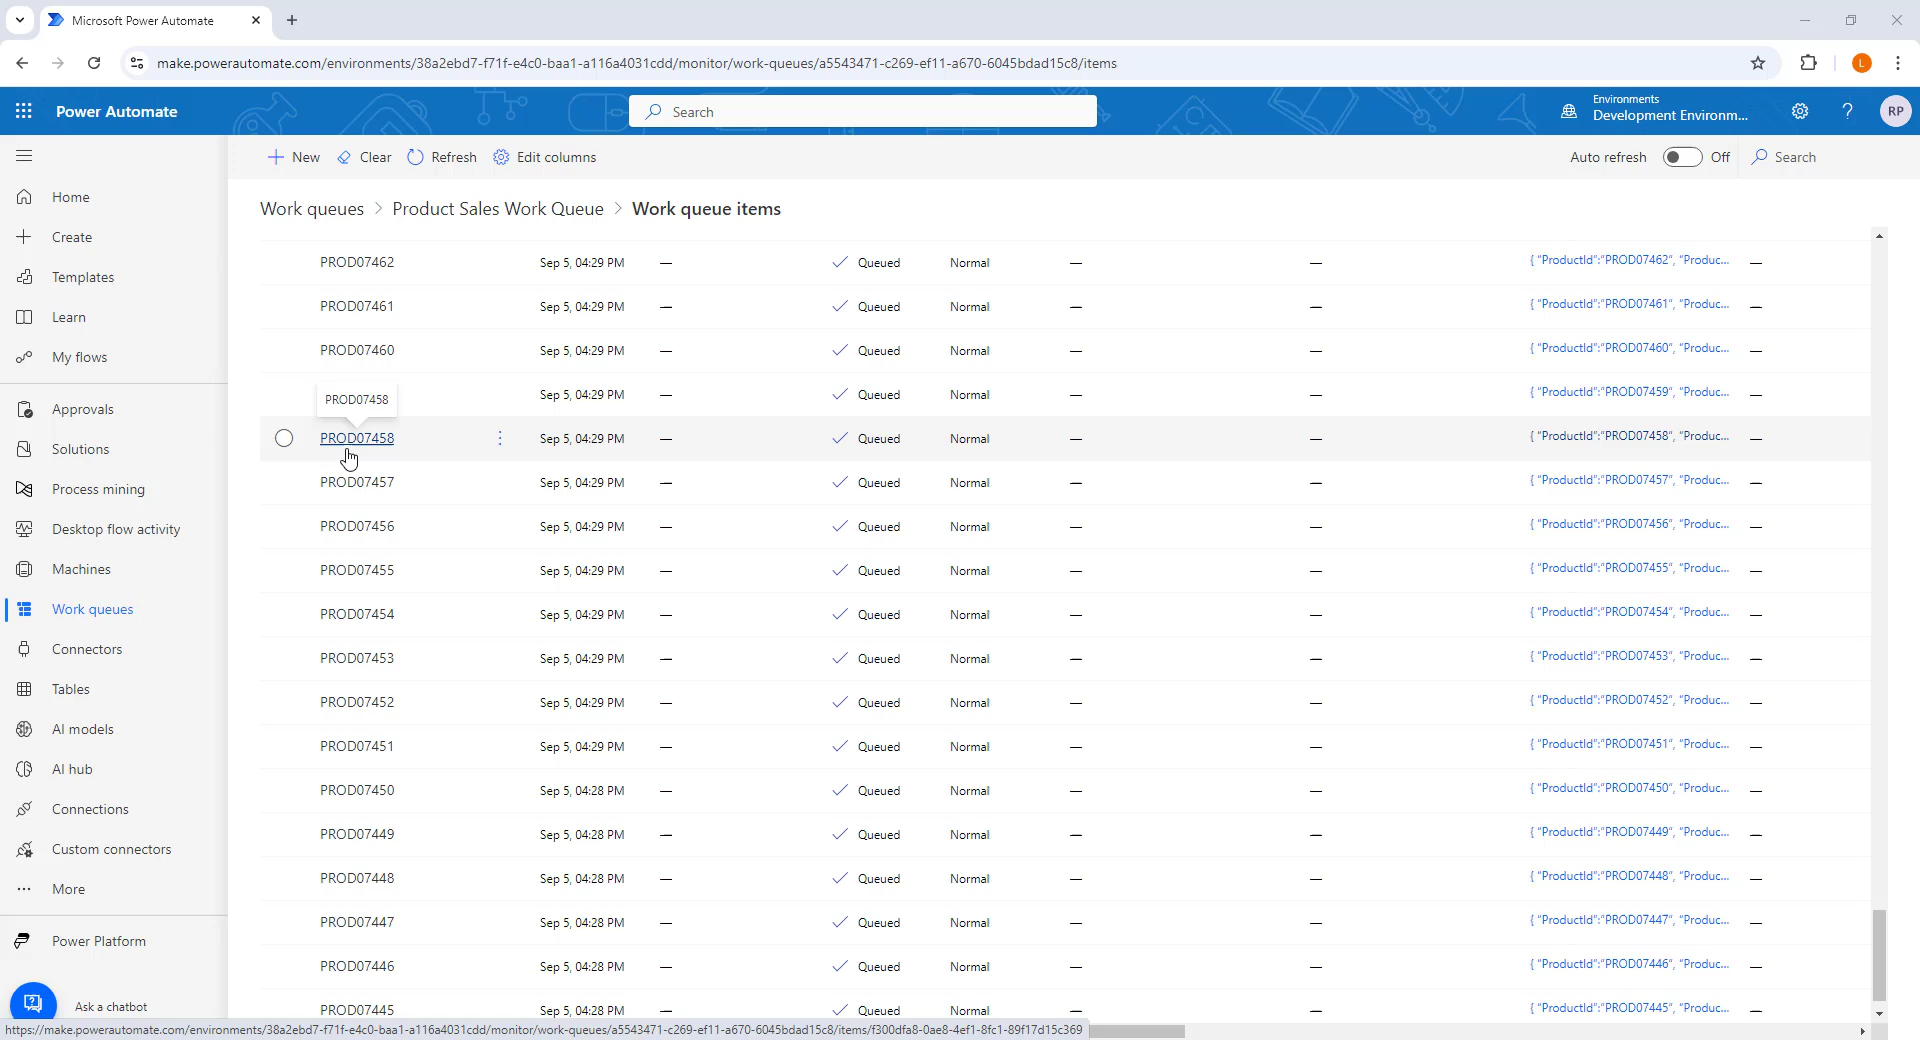 Microsoft Power Automate
make.powerautomate.com/environments/38a2ebd7-f71f-e4c0-baa1-a116a4031cdd/monitor/work-queues/a5543471-c269-ef11-a670-6045bdad15c8/items
L
Power Automate
Search
Environments
Development Environm...
?
RP
New Clear Refresh Edit columns
Auto refresh Off Search
Home
Create
Templates
Learn
My flows
Approvals
Solutions
Process mining
Desktop flow activity
Machines
Work queues
Connectors
Tables
AI models
AI hub
Connections
Custom connectors
More
Power Platform
Ask a chatbot
Work queues > Product Sales Work Queue > Work queue items
PROD07462 Sep 5, 04:29 PM — Queued Normal — — { "ProductId":"PROD07462", "Produc... —
PROD07461 Sep 5, 04:29 PM — Queued Normal — — { "ProductId":"PROD07461", "Produc... —
PROD07460 Sep 5, 04:29 PM — Queued Normal — — { "ProductId":"PROD07460", "Produc... —
PROD07458
Sep 5, 04:29 PM — Queued Normal — — { "ProductId":"PROD07459", "Produc... —
PROD07458 Sep 5, 04:29 PM — Queued Normal — — { "ProductId":"PROD07458", "Produc... —
PROD07457 Sep 5, 04:29 PM — Queued Normal — — { "ProductId":"PROD07457", "Produc... —
PROD07456 Sep 5, 04:29 PM — Queued Normal — — { "ProductId":"PROD07456", "Produc... —
PROD07455 Sep 5, 04:29 PM — Queued Normal — — { "ProductId":"PROD07455", "Produc... —
PROD07454 Sep 5, 04:29 PM — Queued Normal — — { "ProductId":"PROD07454", "Produc... —
PROD07453 Sep 5, 04:29 PM — Queued Normal — — { "ProductId":"PROD07453", "Produc... —
PROD07452 Sep 5, 04:29 PM — Queued Normal — — { "ProductId":"PROD07452", "Produc... —
PROD07451 Sep 5, 04:29 PM — Queued Normal — — { "ProductId":"PROD07451", "Produc... —
PROD07450 Sep 5, 04:28 PM — Queued Normal — — { "ProductId":"PROD07450", "Produc... —
PROD07449 Sep 5, 04:28 PM — Queued Normal — — { "ProductId":"PROD07449", "Produc... —
PROD07448 Sep 5, 04:28 PM — Queued Normal — — { "ProductId":"PROD07448", "Produc... —
PROD07447 Sep 5, 04:28 PM — Queued Normal — — { "ProductId":"PROD07447", "Produc... —
PROD07446 Sep 5, 04:28 PM — Queued Normal — — { "ProductId":"PROD07446", "Produc... —
PROD07445 Sep 5, 04:28 PM — Queued Normal — — { "ProductId":"PROD07445", "Produc... —
https://make.powerautomate.com/environments/38a2ebd7-f71f-e4c0-baa1-a116a4031cdd/monitor/work-queues/a5543471-c269-ef11-a670-6045bdad15c8/items/f300dfa8-0ae8-4ef1-8fc1-89f17d15c369